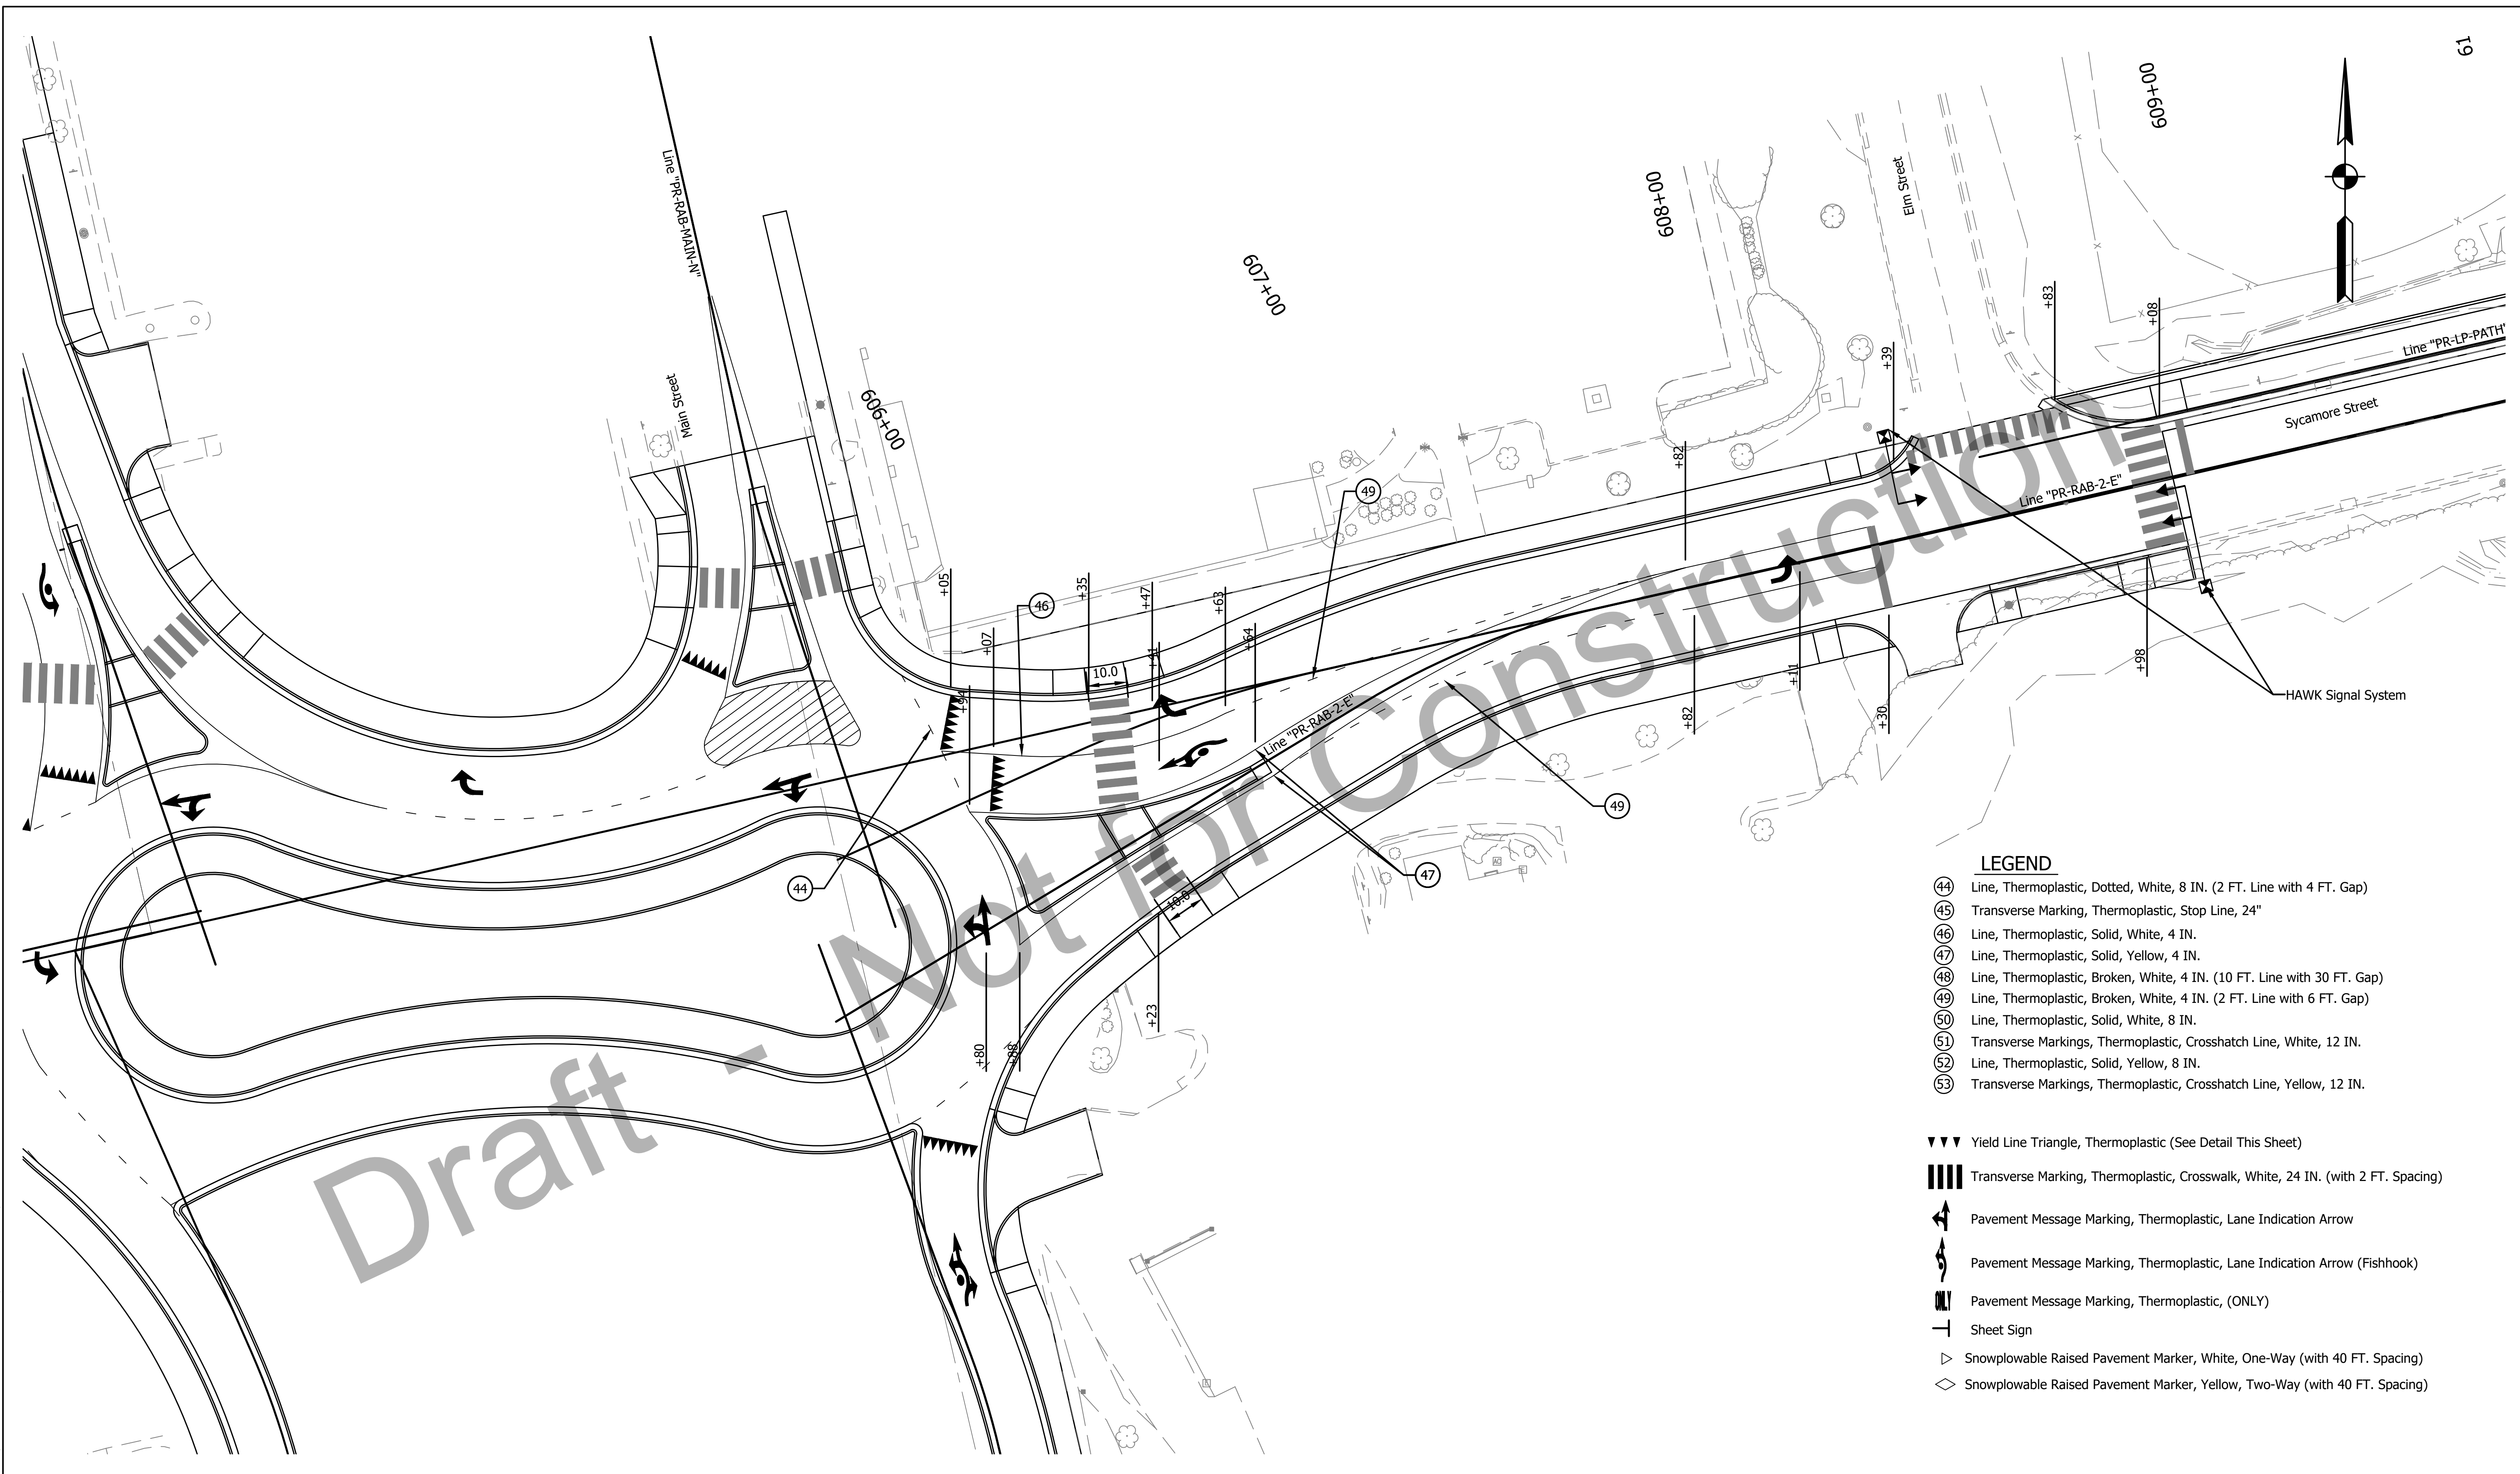 61
609+00
608+00
607+00
606+00
Line "PR-RAB-MAIN-N"
Main Street
Elm Street
+83
+08
+39
Line "PR-LP-PATH"
Sycamore Street
Line "PR-RAB-2-E"
+82
49
46
+05
+35
+47
+63
+07
+41
+64
10.0
+94
Line "PR-RAB-2-E"
+82
+11
+30
+98
HAWK Signal System
49
47
44
10.0
+23
+80
+88
Draft - Not for Construction
LEGEND
44 Line, Thermoplastic, Dotted, White, 8 IN. (2 FT. Line with 4 FT. Gap)
45 Transverse Marking, Thermoplastic, Stop Line, 24"
46 Line, Thermoplastic, Solid, White, 4 IN.
47 Line, Thermoplastic, Solid, Yellow, 4 IN.
48 Line, Thermoplastic, Broken, White, 4 IN. (10 FT. Line with 30 FT. Gap)
49 Line, Thermoplastic, Broken, White, 4 IN. (2 FT. Line with 6 FT. Gap)
50 Line, Thermoplastic, Solid, White, 8 IN.
51 Transverse Markings, Thermoplastic, Crosshatch Line, White, 12 IN.
52 Line, Thermoplastic, Solid, Yellow, 8 IN.
53 Transverse Markings, Thermoplastic, Crosshatch Line, Yellow, 12 IN.
Yield Line Triangle, Thermoplastic (See Detail This Sheet)
Transverse Marking, Thermoplastic, Crosswalk, White, 24 IN. (with 2 FT. Spacing)
Pavement Message Marking, Thermoplastic, Lane Indication Arrow
Pavement Message Marking, Thermoplastic, Lane Indication Arrow (Fishhook)
ONLY Pavement Message Marking, Thermoplastic, (ONLY)
Sheet Sign
Snowplowable Raised Pavement Marker, White, One-Way (with 40 FT. Spacing)
Snowplowable Raised Pavement Marker, Yellow, Two-Way (with 40 FT. Spacing)